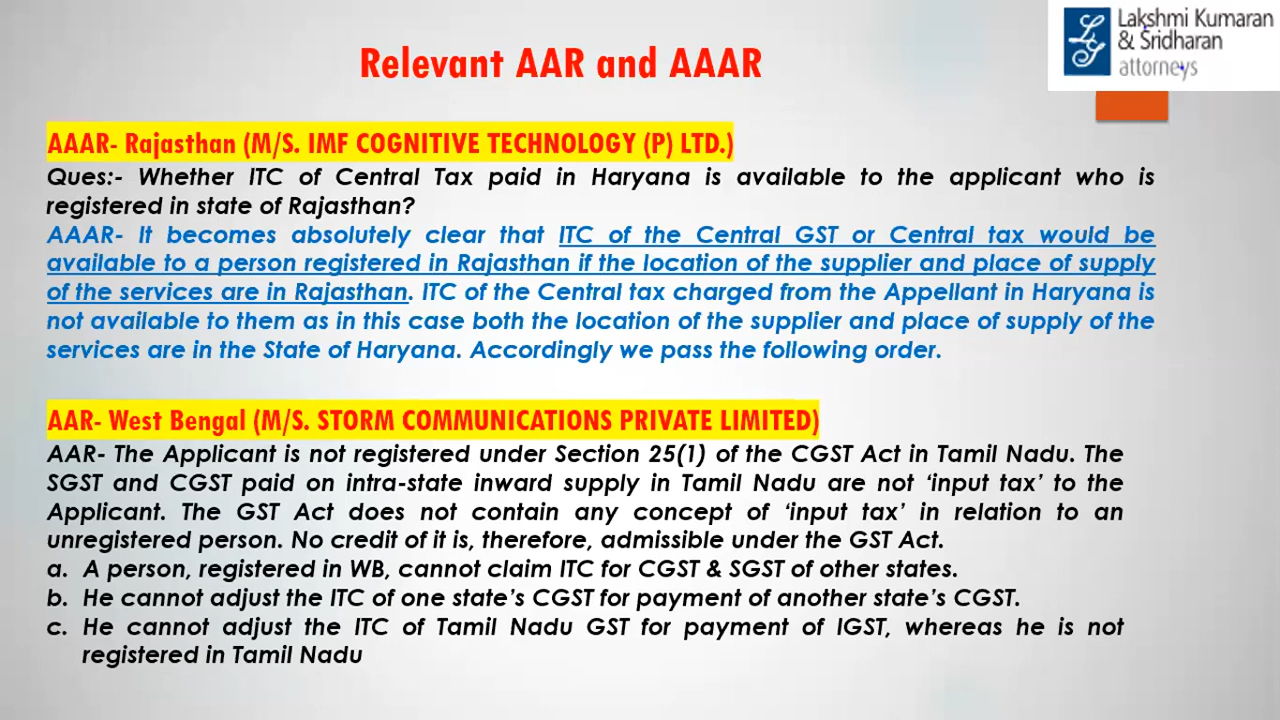 Lakshmi Kumaran
& Sridharan
attorneys
Relevant AAR and AAAR
AAAR- Rajasthan (M/S. IMF COGNITIVE TECHNOLOGY (P) LTD.)
Ques:- Whether ITC of Central Tax paid in Haryana is available to the applicant who is
registered in state of Rajasthan?
AAAR- It becomes absolutely clear that ITC of the Central GST or Central tax would be
available to a person registered in Rajasthan if the location of the supplier and place of supply
of the services are in Rajasthan. ITC of the Central tax charged from the Appellant in Haryana is
not available to them as in this case both the location of the supplier and place of supply of the
services are in the State of Haryana. Accordingly we pass the following order.
AAR- West Bengal (M/S. STORM COMMUNICATIONS PRIVATE LIMITED)
AAR- The Applicant is not registered under Section 25(1) of the CGST Act in Tamil Nadu. The
SGST and CGST paid on intra-state inward supply in Tamil Nadu are not ‘input tax’ to the
Applicant. The GST Act does not contain any concept of ‘input tax’ in relation to an
unregistered person. No credit of it is, therefore, admissible under the GST Act.
a. A person, registered in WB, cannot claim ITC for CGST & SGST of other states.
b. He cannot adjust the ITC of one state’s CGST for payment of another state’s CGST.
c. He cannot adjust the ITC of Tamil Nadu GST for payment of IGST, whereas he is not
registered in Tamil Nadu